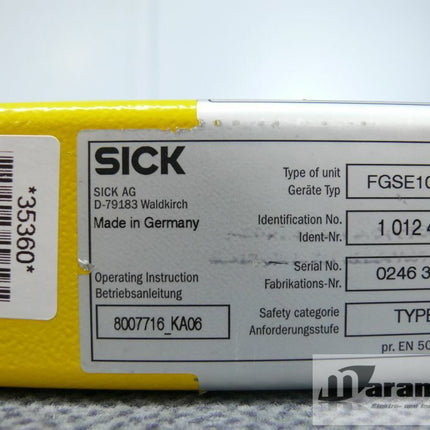 *35360*
SICK
SICK AG
D-79183 Waldkirch
Made in Germany
Operating Instruction
Betriebsanleitung
8007716_KA06
Type of unit
Geräte Typ
FGSE10
Identification No.
Ident-Nr.
1 012 4
Serial No.
Fabrikations-Nr.
0246 3
Safety category
Anforderungsstufe
TYPE
pr. EN 50
aram